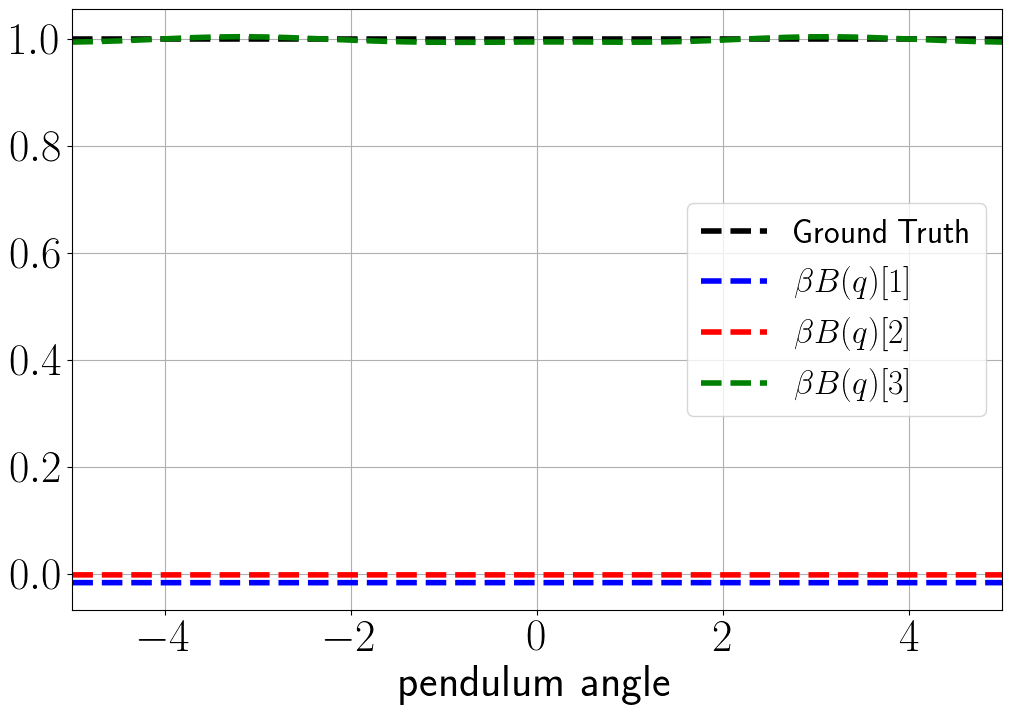 1.0
0.8
0.6
0.4
0.2
0.0
Ground Truth
βB(q)[1]
βB(q)[2]
βB(q)[3]
−4 −2 0 2 4
pendulum angle